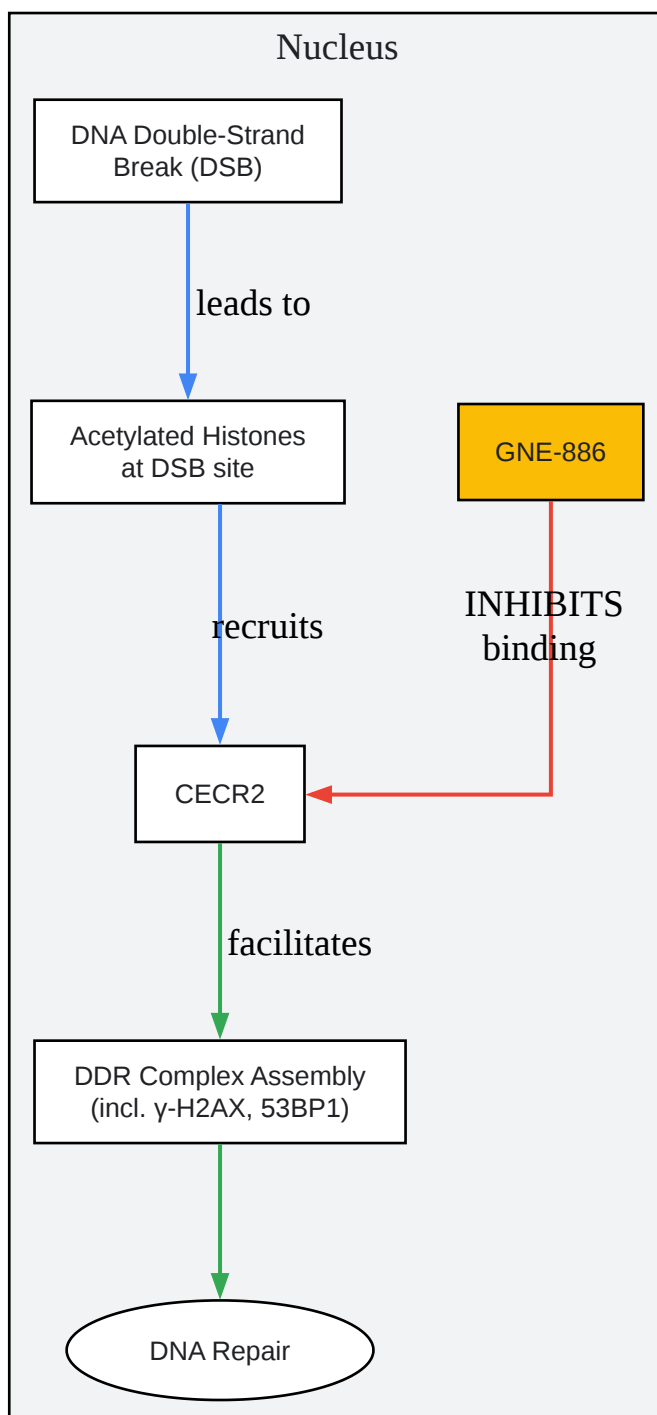 Nucleus
DNA Double-Strand
Break (DSB)
leads to
Acetylated Histones
at DSB site
GNE-886
recruits
INHIBITS
binding
CECR2
facilitates
DDR Complex Assembly
(incl. γ-H2AX, 53BP1)
DNA Repair